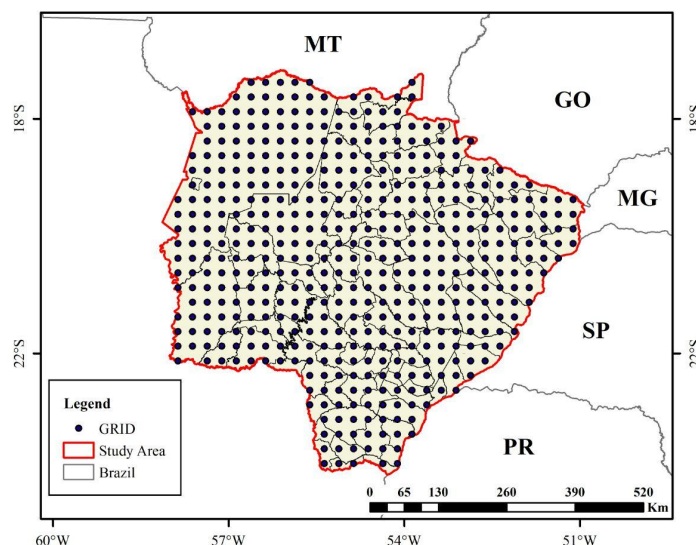 MT
GO
18°S
18°S
MG
SP
22°S
22°S
Legend
GRID
Study Area
Brazil
PR
0 65 130 260 390 520
Km
60°W 57°W 54°W 51°W